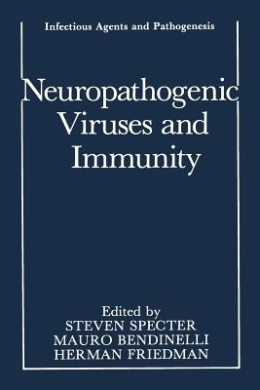 Infectious Agents and Pathogenesis
Neuropathogenic
Viruses and
Immunity
Edited by
STEVEN SPECTER
MAURO BENDINELLI
HERMAN FRIEDMAN